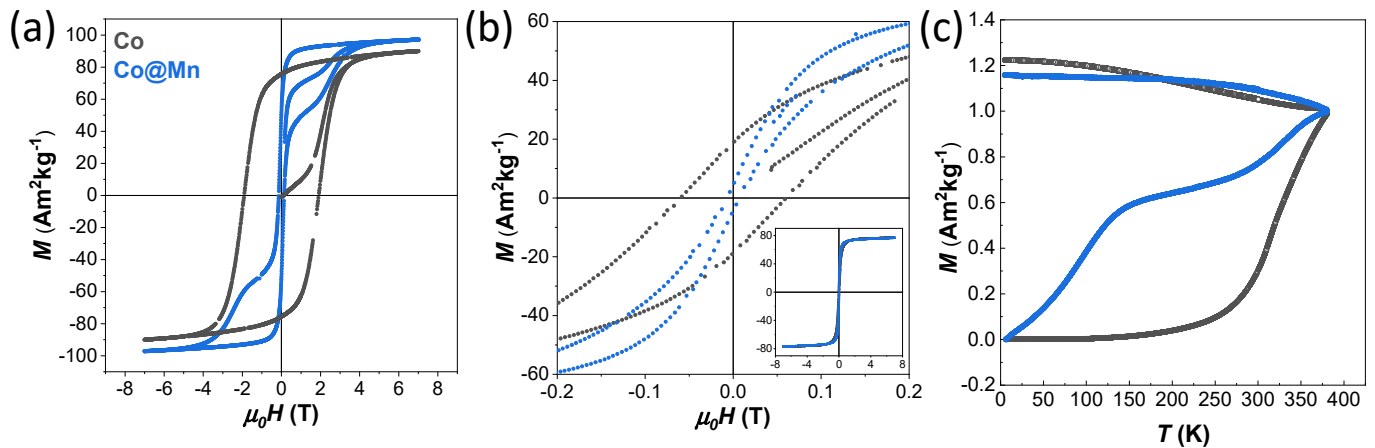 (a)
Co
Co@Mn
M (Am²kg⁻¹)
100
80
60
40
20
0
-20
-40
-60
-80
-100
-8 -6 -4 -2 0 2 4 6 8
μ₀H (T)
(b)
M (Am²kg⁻¹)
60
40
20
0
-20
-40
-60
-0.2 -0.1 0.0 0.1 0.2
μ₀H (T)
80
40
0
-40
-80
-8 -4 0 4 8
(c)
M (Am²kg⁻¹)
1.4
1.2
1.0
0.8
0.6
0.4
0.2
0.0
0 50 100 150 200 250 300 350 400
T (K)